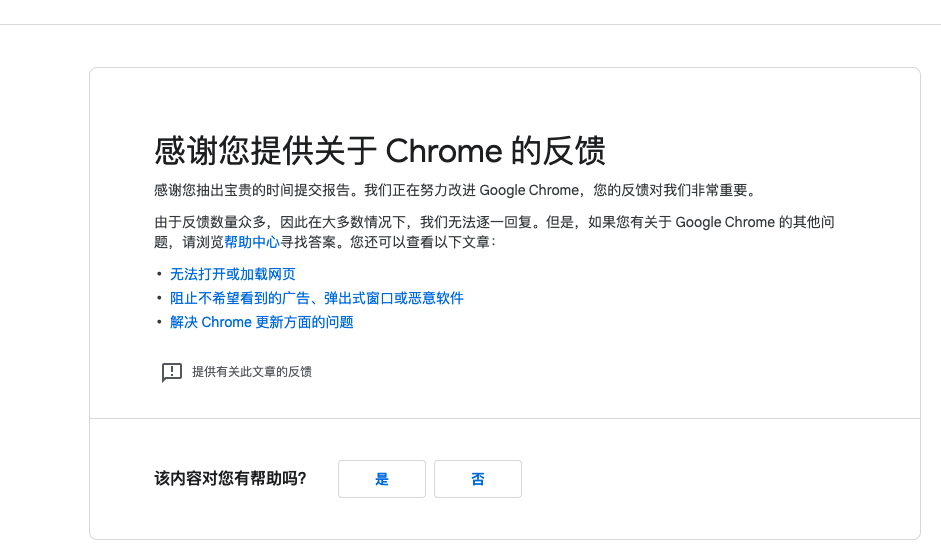 感谢您提供关于 Chrome 的反馈
感谢您抽出宝贵的时间提交报告。我们正在努力改进 Google Chrome，您的反馈对我们非常重要。
由于反馈数量众多，因此在大多数情况下，我们无法逐一回复。但是，如果您有关于 Google Chrome 的其他问
题，请浏览帮助中心寻找答案。您还可以查看以下文章：
• 无法打开或加载网页
• 阻止不希望看到的广告、弹出式窗口或恶意软件
• 解决 Chrome 更新方面的问题
提供有关此文章的反馈
该内容对您有帮助吗？
是
否